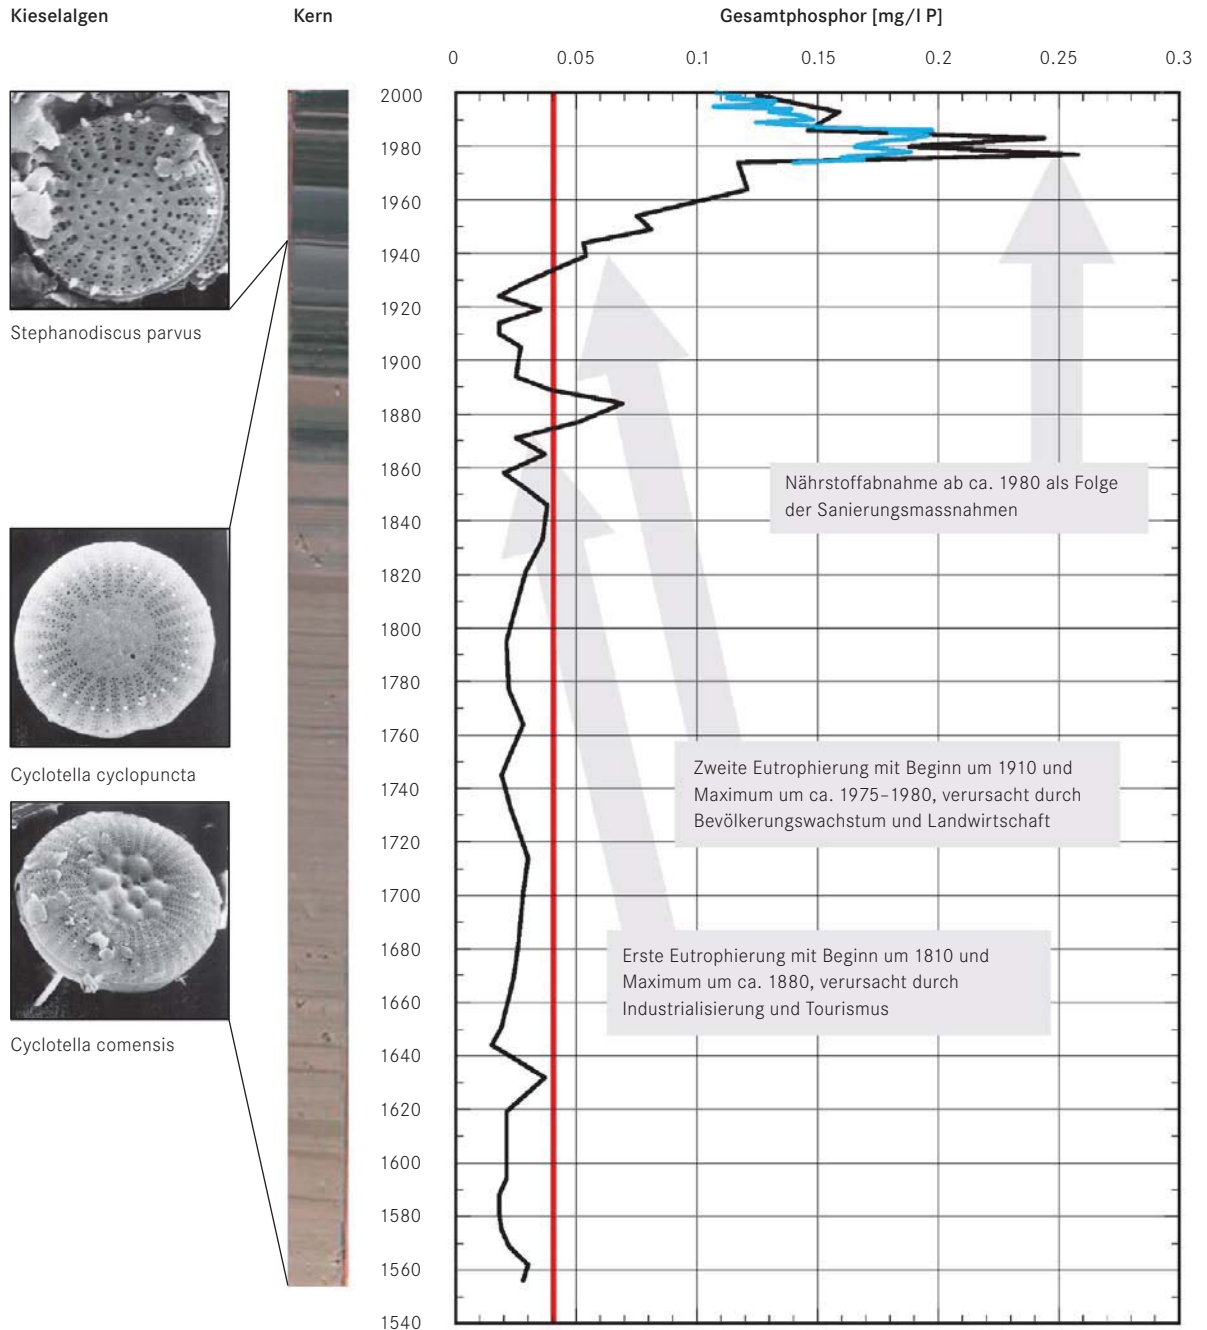 Kieselalgen
Kern
Gesamtphosphor [mg/l P]
0 0.05 0.1 0.15 0.2 0.25 0.3
2000
1980
1960
1940
1920
1900
1880
1860
1840
1820
1800
1780
1760
1740
1720
1700
1680
1660
1640
1620
1600
1580
1560
1540
Stephanodiscus parvus
Cyclotella cyclopuncta
Cyclotella comensis
Nährstoffabnahme ab ca. 1980 als Folge
der Sanierungsmassnahmen
Zweite Eutrophierung mit Beginn um 1910 und
Maximum um ca. 1975–1980, verursacht durch
Bevölkerungswachstum und Landwirtschaft
Erste Eutrophierung mit Beginn um 1810 und
Maximum um ca. 1880, verursacht durch
Industrialisierung und Tourismus